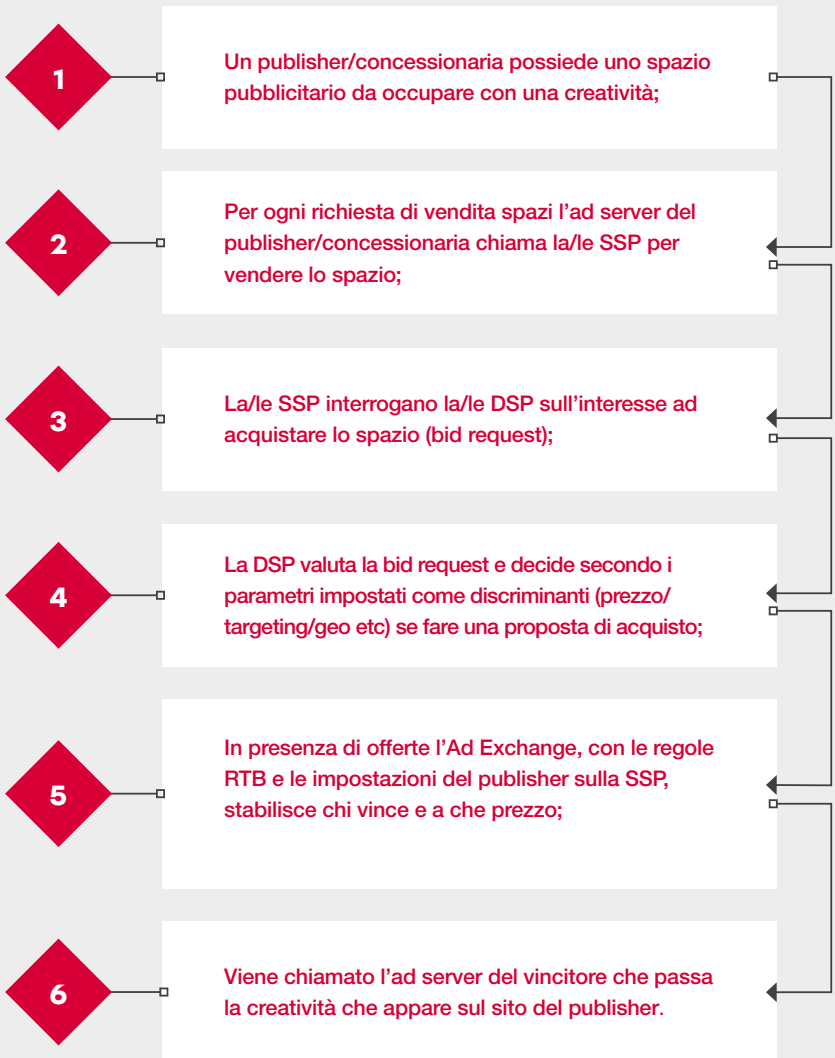 1
Un publisher/concessionaria possiede uno spazio
pubblicitario da occupare con una creatività;
2
Per ogni richiesta di vendita spazi l’ad server del
publisher/concessionaria chiama la/le SSP per
vendere lo spazio;
3
La/le SSP interrogano la/le DSP sull’interesse ad
acquistare lo spazio (bid request);
4
La DSP valuta la bid request e decide secondo i
parametri impostati come discriminanti (prezzo/
targeting/geo etc) se fare una proposta di acquisto;
5
In presenza di offerte l’Ad Exchange, con le regole
RTB e le impostazioni del publisher sulla SSP,
stabilisce chi vince e a che prezzo;
6
Viene chiamato l’ad server del vincitore che passa
la creatività che appare sul sito del publisher.